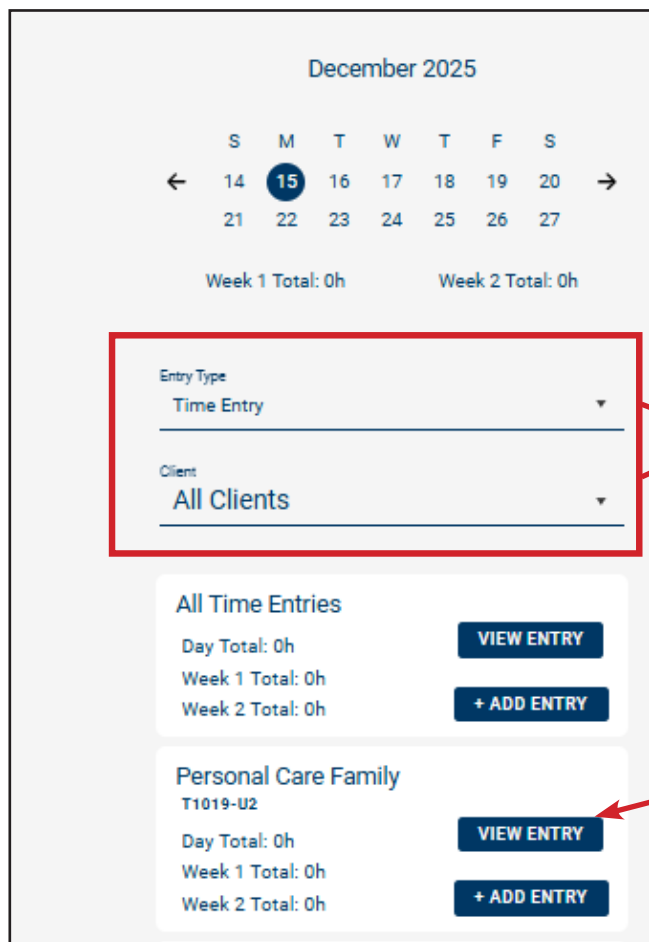 December 2025
S M T W T F S
← 14 15 16 17 18 19 20 →
21 22 23 24 25 26 27
Week 1 Total: 0h Week 2 Total: 0h
Entry Type
Time Entry
Client
All Clients
All Time Entries
Day Total: 0h
VIEW ENTRY
Week 1 Total: 0h
Week 2 Total: 0h
+ ADD ENTRY
Personal Care Family
T1019-U2
Day Total: 0h
VIEW ENTRY
Week 1 Total: 0h
Week 2 Total: 0h
+ ADD ENTRY